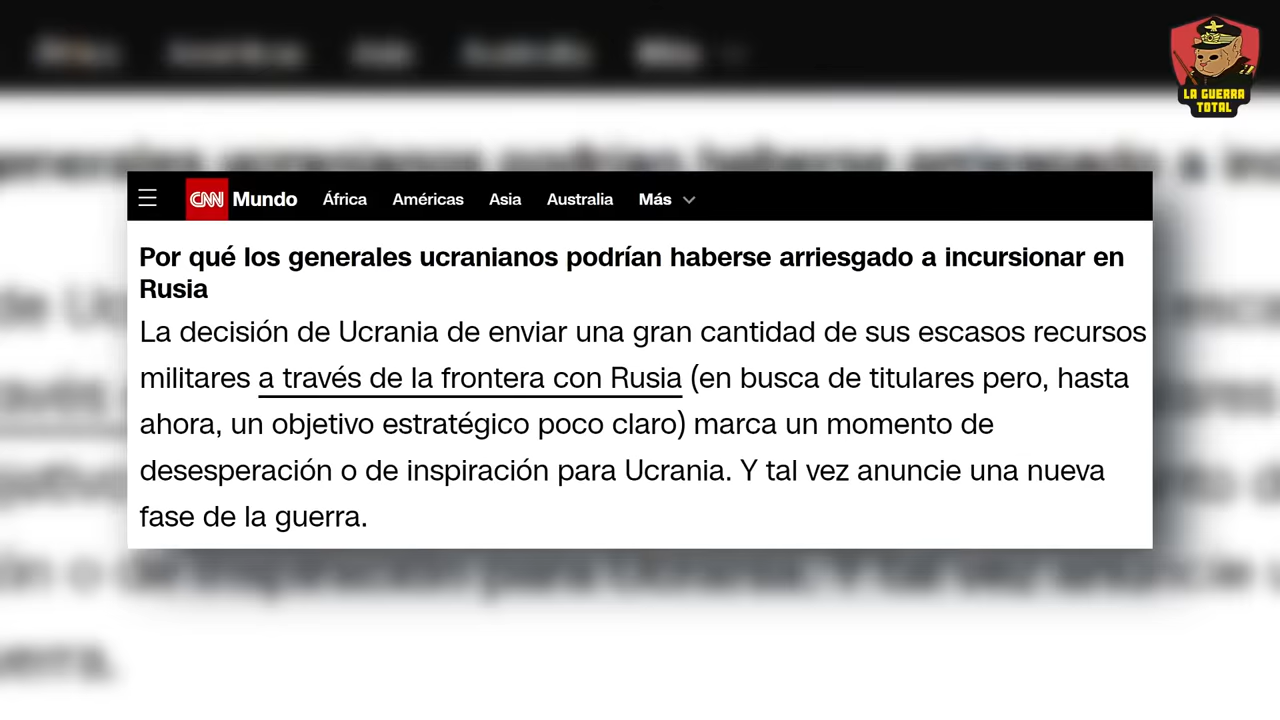 LA GUERRA
TOTAL
CNN Mundo África Américas Asia Australia Más
Por qué los generales ucranianos podrían haberse arriesgado a incursionar en
Rusia
La decisión de Ucrania de enviar una gran cantidad de sus escasos recursos
militares a través de la frontera con Rusia (en busca de titulares pero, hasta
ahora, un objetivo estratégico poco claro) marca un momento de
desesperación o de inspiración para Ucrania. Y tal vez anuncie una nueva
fase de la guerra.